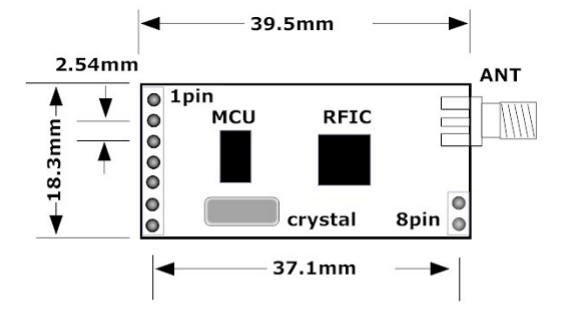 39.5mm
2.54mm
ANT
1pin
MCU
RFIC
18.3mm
crystal
8pin
37.1mm